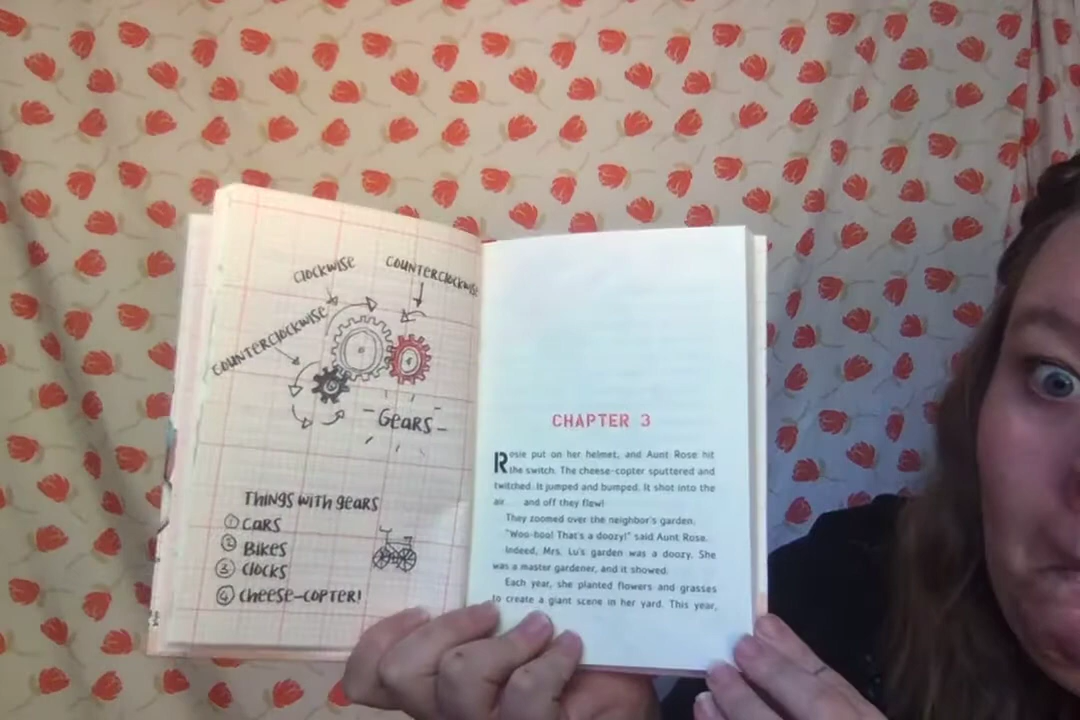 CLOCKWISE
COUNTERCLOCKWISE
COUNTERCLOCKWISE
-GEARS-
THINGS WITH GEARS
① CARS
② BIKES
③ CLOCKS
④ CHEESE-COPTER!
CHAPTER 3
Rosie put on her helmet, and Aunt Rose hit
the switch. The cheese-copter sputtered and
twitched. It jumped and bumped. It shot into the
air . . . and off they flew!
They zoomed over the neighbor's garden.
"Woo-hoo! That's a doozy!" said Aunt Rose.
Indeed, Mrs. Lu's garden was a doozy. She
was a master gardener, and it showed.
Each year, she planted flowers and grasses
to create a giant scene in her yard. This year,